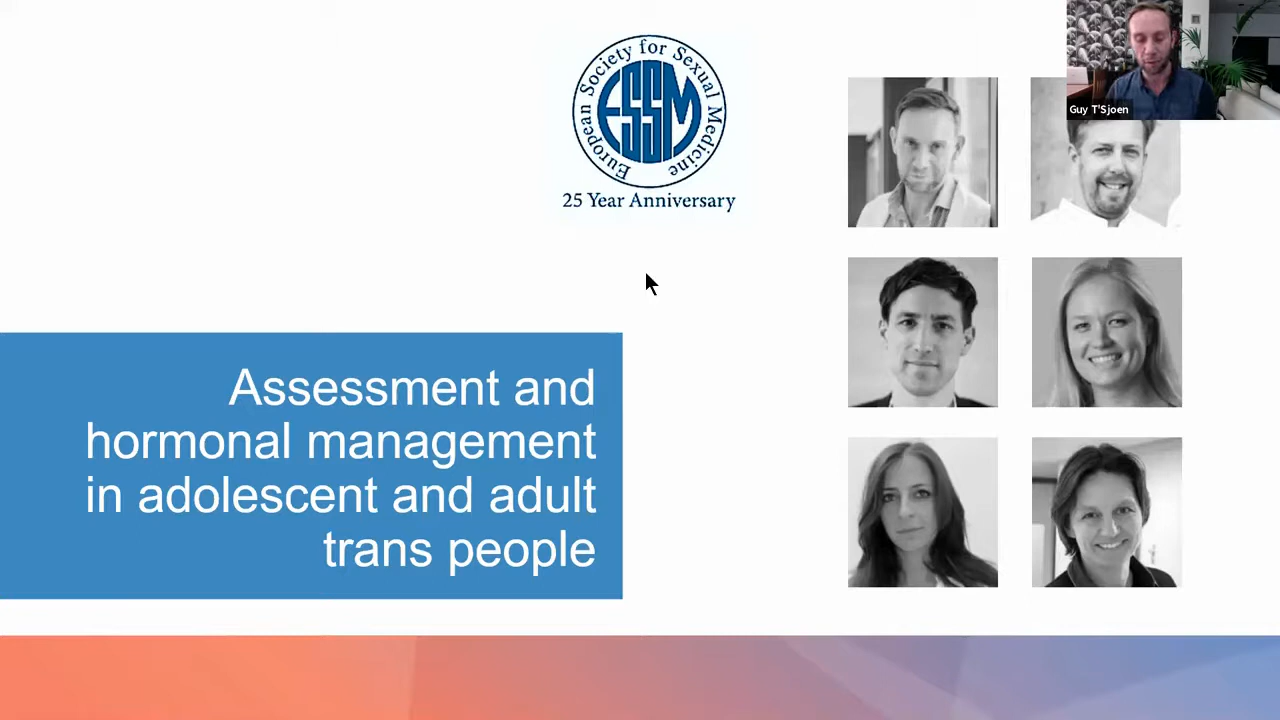 European Society for Sexual Medicine
ESSM
25 Year Anniversary
Guy T'Sjoen
Assessment and
hormonal management
in adolescent and adult
trans people